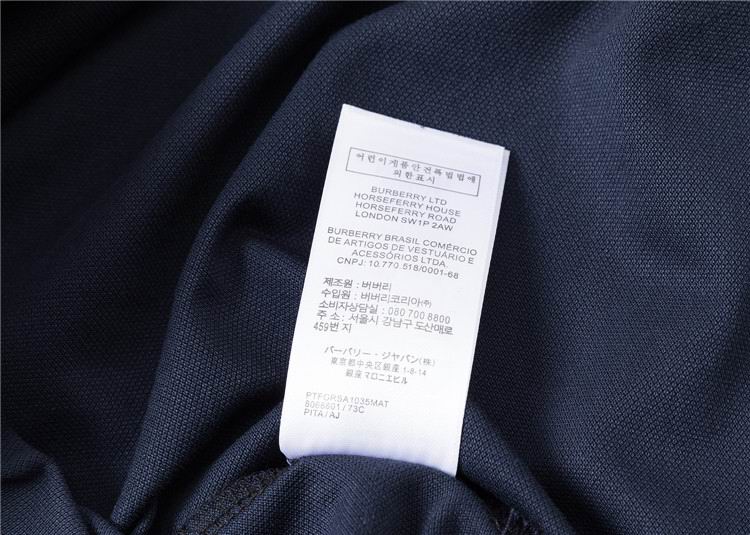 어린이제품안전특별법에
의한표시
BURBERRY LTD
HORSEFERRY HOUSE
HORSEFERRY ROAD
LONDON SW1P 2AW
BURBERRY BRASIL COMÉRCIO
DE ARTIGOS DE VESTUÁRIO E
ACESSÓRIOS LTDA.
CNPJ: 10.770.518/0001-68
제조원 : 버버리
수입원 : 버버리코리아㈜
소비자상담실 : 080 700 8800
주 소 : 서울시 강남구 도산매로
459번 지
バーバリー・ジャパン(株)
東京都中央区銀座 1-8-14
銀座マロニエビル
PTFGRSA1035MAT
8066601 / 73C
PITA / AJ